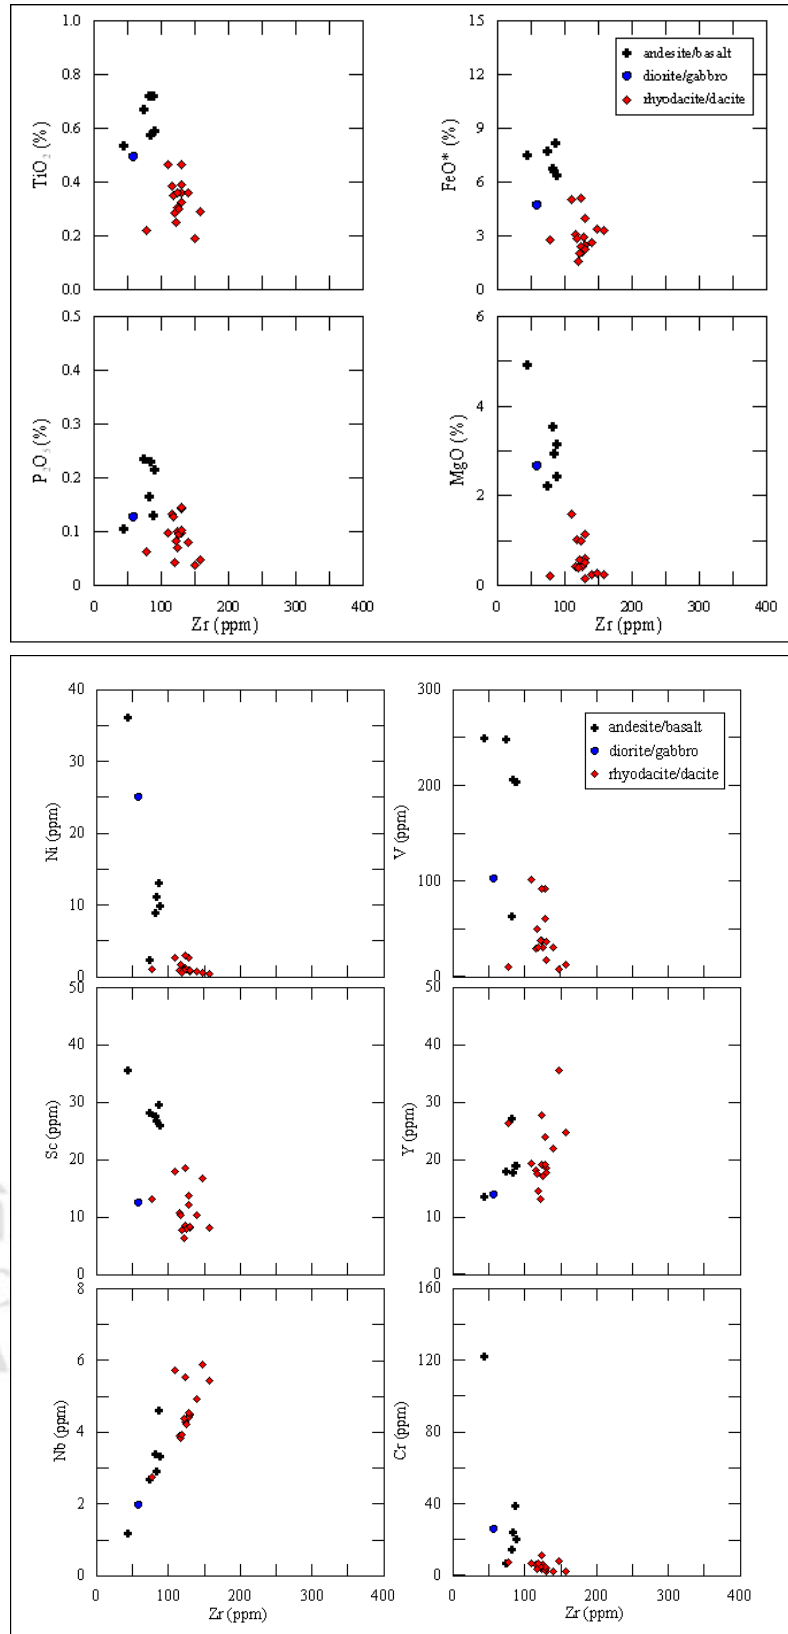 1.0
0.8
0.6
0.4
0.2
0.0
TiO₂ (%)
15
12
9
6
3
0
FeO* (%)
andesite/basalt
diorite/gabbro
rhyodacite/dacite
0.5
0.4
0.3
0.2
0.1
0
P₂O₅ (%)
0 100 200 300 400
Zr (ppm)
6
4
2
0
MgO (%)
0 100 200 300 400
Zr (ppm)
40
30
20
10
0
Ni (ppm)
300
200
100
0
V (ppm)
andesite/basalt
diorite/gabbro
rhyodacite/dacite
50
40
30
20
10
0
Sc (ppm)
50
40
30
20
10
0
Y (ppm)
8
6
4
2
0
Nb (ppm)
0 100 200 300 400
Zr (ppm)
160
120
80
40
0
Cr (ppm)
0 100 200 300 400
Zr (ppm)